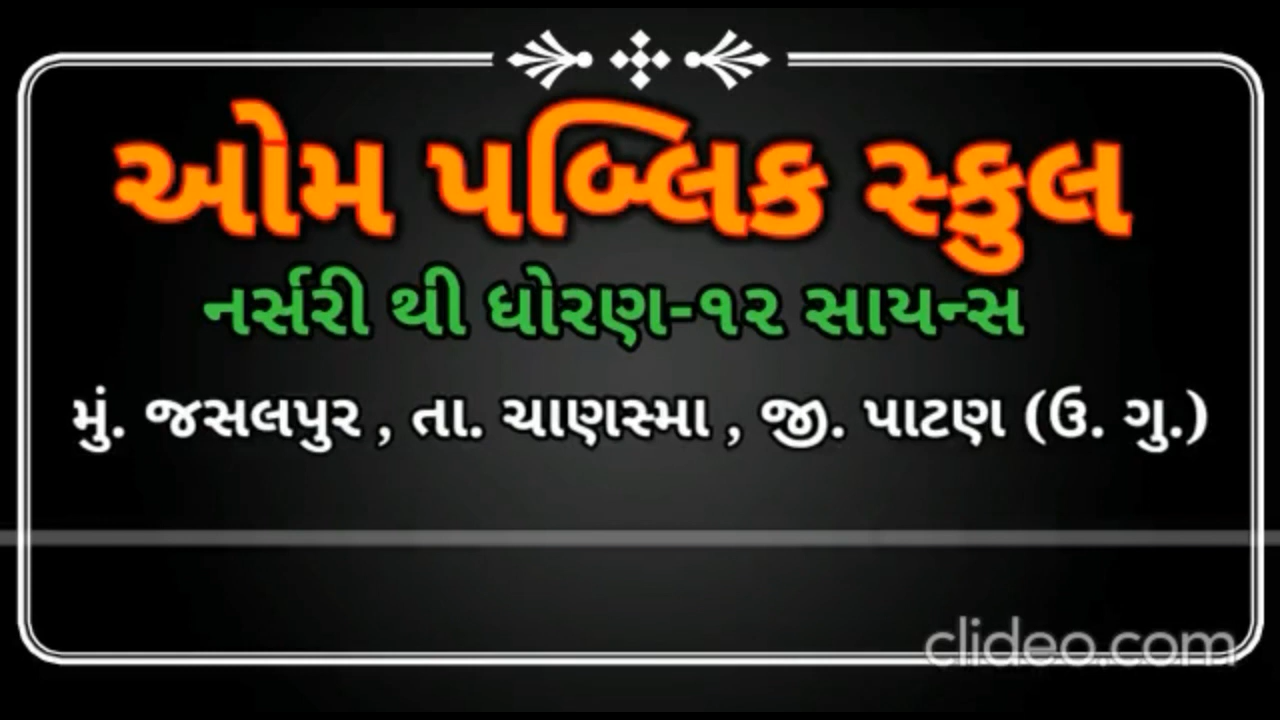 ઓમ પબ્લિક સ્કુલ
નર્સરી થી ધોરણ-૧૨ સાયન્સ
મું. જસલપુર , તા. ચાણસ્મા , જી. પાટણ (ઉ. ગુ.)
clideo.com